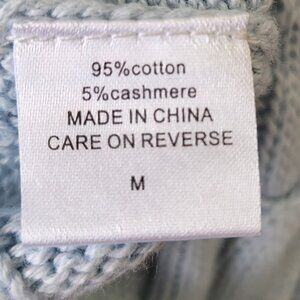 95%cotton
5%cashmere
MADE IN CHINA
CARE ON REVERSE
M